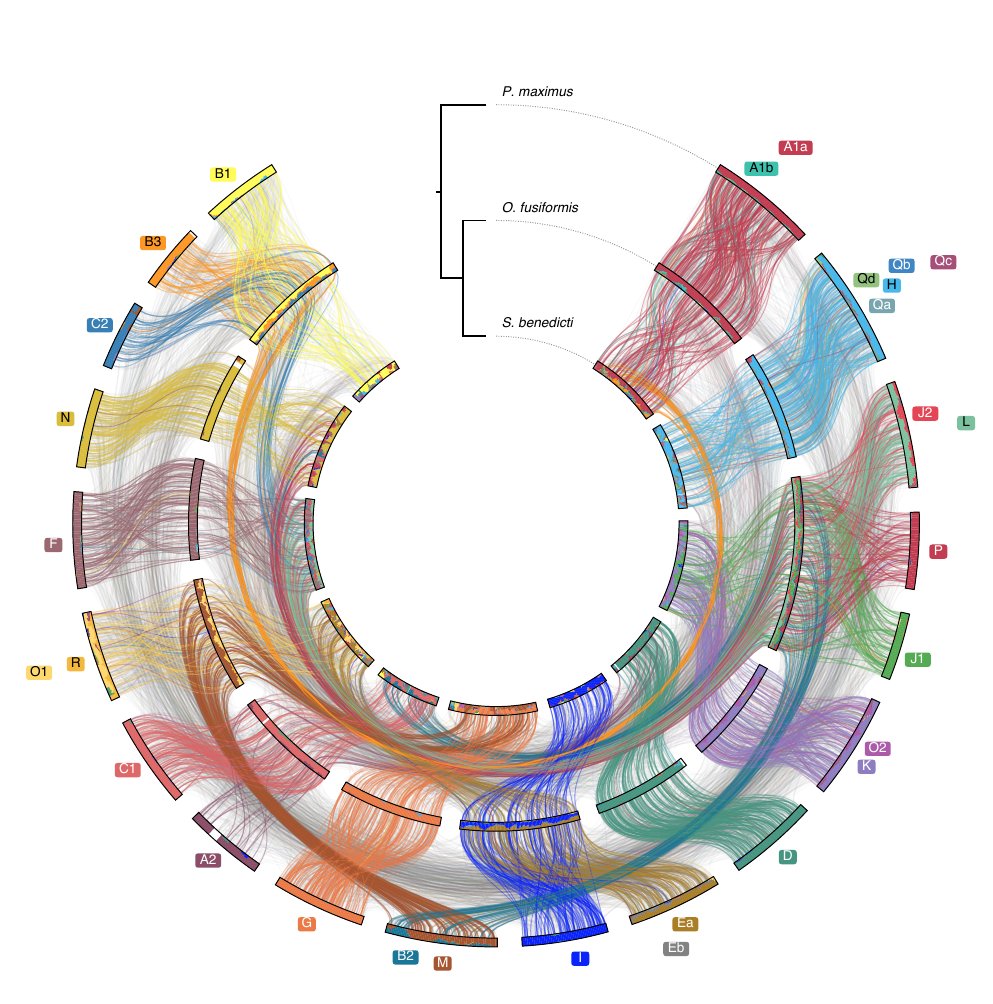 P. maximus
A1a
A1b
B1
O. fusiformis
B3
Qb
Qc
Qd
H
Qa
C2
S. benedicti
N
J2
L
F
P
J1
R
O1
O2
K
C1
D
A2
G
Ea
Eb
B2
M
I